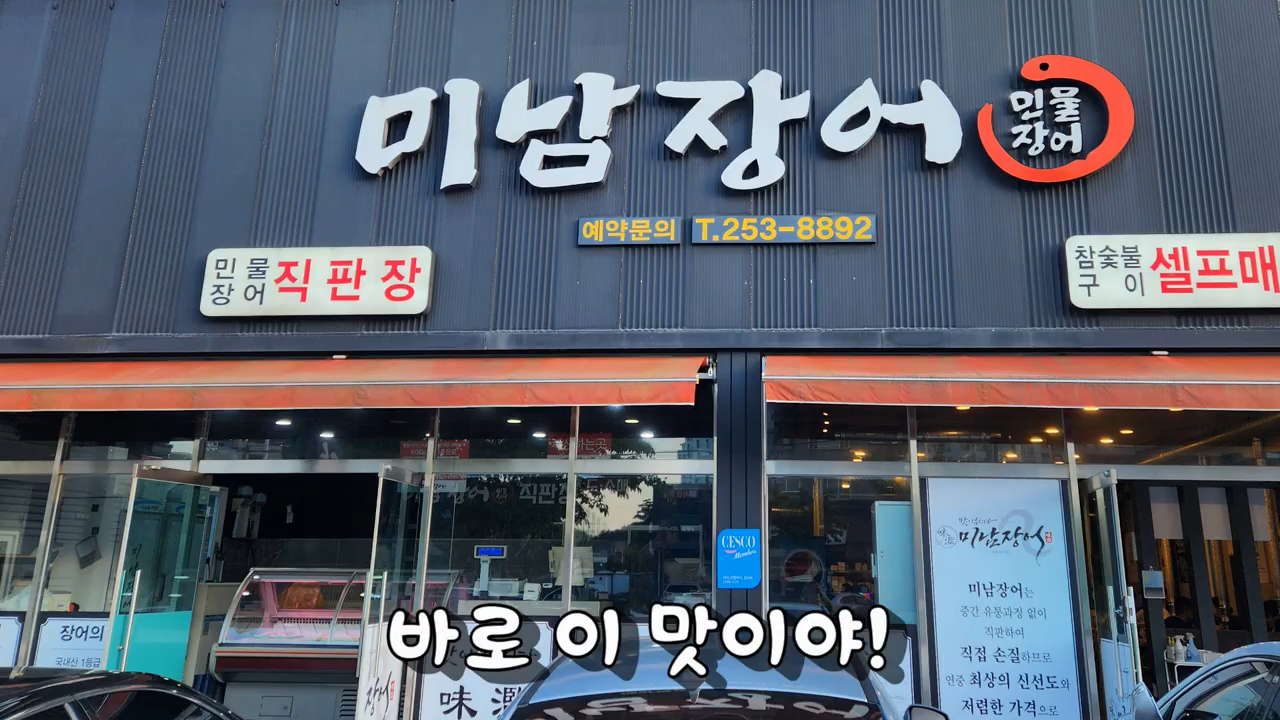 미남장어
민물
장어
예약문의 T.253-8892
민물
장어
직판장
참숯불
구이
셀프매
CESCO
Members
미남장어
미남장어는
중간 유통과정 없이
직판하여
직접 손질하므로
연중 최상의 신선도와
저렴한 가격으로
장어의
국내산 1등급
바로 이 맛이야!
味
장어